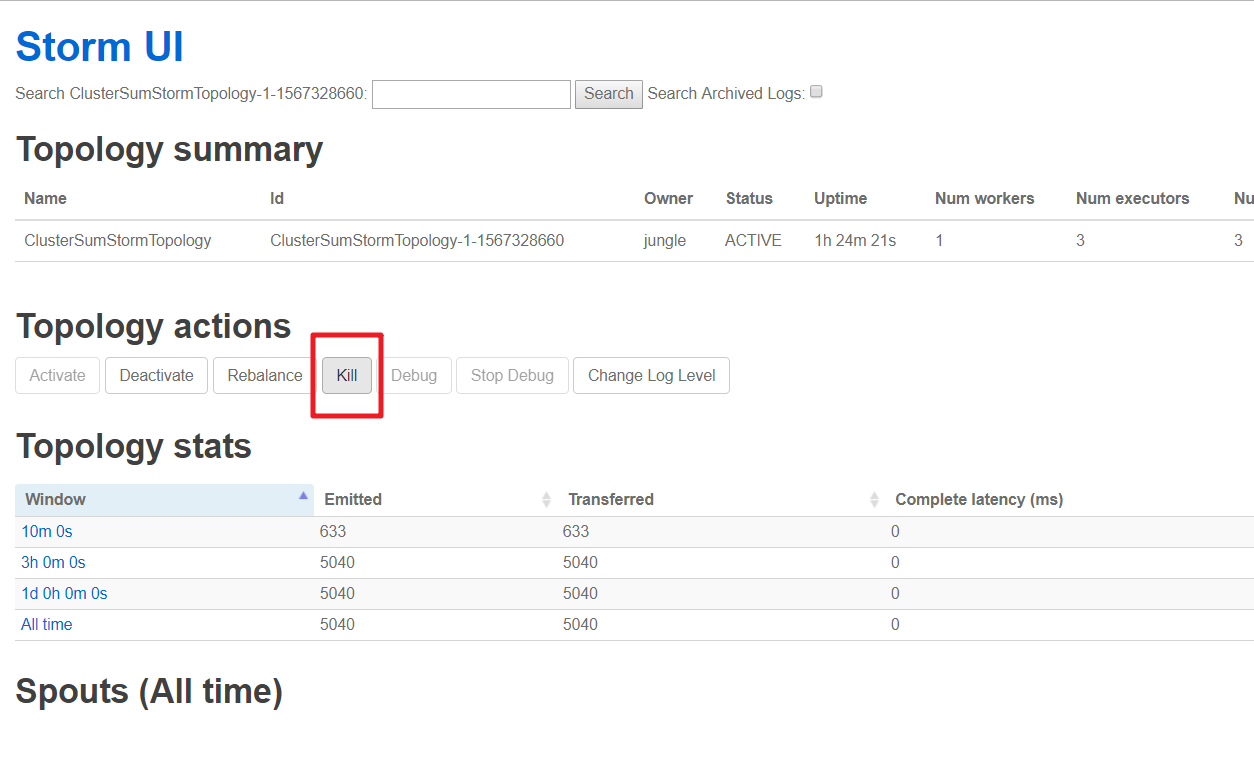 Storm UI
Search ClusterSumStormTopology-1-1567328660: Search Search Archived Logs:
Topology summary
Name Id Owner Status Uptime Num workers Num executors Nu
ClusterSumStormTopology ClusterSumStormTopology-1-1567328660 jungle ACTIVE 1h 24m 21s 1 3 3
Topology actions
Activate Deactivate Rebalance Kill Debug Stop Debug Change Log Level
Topology stats
Window Emitted Transferred Complete latency (ms)
10m 0s 633 633 0
3h 0m 0s 5040 5040 0
1d 0h 0m 0s 5040 5040 0
All time 5040 5040 0
Spouts (All time)